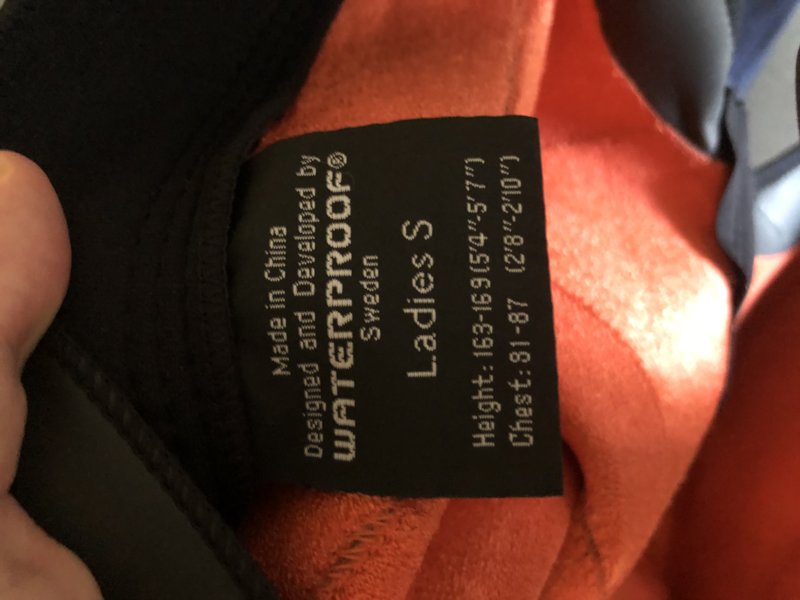 Made in China
Designed and Developed by
WATERPROOF®
Sweden
Ladies S
Height: 163-169 (5'4"-5'7")
Chest: 81-87 (2'8"-2'10")